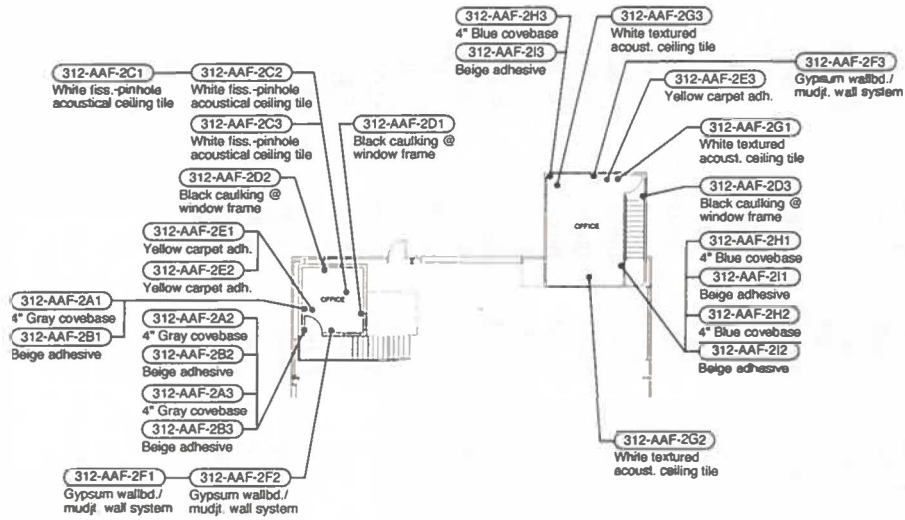 312-AAF-2H3
4" Blue covebase
312-AAF-2I3
Beige adhesive
312-AAF-2G3
White textured
acoust. ceiling tile
312-AAF-2E3
Yellow carpet adh.
312-AAF-2F3
Gypsum wallbd./
mudjt. wall system
312-AAF-2C1
White fiss.-pinhole
acoustical ceiling tile
312-AAF-2C2
White fiss.-pinhole
acoustical ceiling tile
312-AAF-2C3
White fiss.-pinhole
acoustical ceiling tile
312-AAF-2D1
Black caulking @
window frame
312-AAF-2G1
White textured
acoust. ceiling tile
312-AAF-2D2
Black caulking @
window frame
312-AAF-2D3
Black caulking @
window frame
312-AAF-2E1
Yellow carpet adh.
312-AAF-2E2
Yellow carpet adh.
OFFICE
OFFICE
312-AAF-2H1
4" Blue covebase
312-AAF-2I1
Beige adhesive
312-AAF-2H2
4" Blue covebase
312-AAF-2I2
Beige adhesive
312-AAF-2A1
4" Gray covebase
312-AAF-2B1
Beige adhesive
312-AAF-2A2
4" Gray covebase
312-AAF-2B2
Beige adhesive
312-AAF-2A3
4" Gray covebase
312-AAF-2B3
Beige adhesive
312-AAF-2G2
White textured
acoust. ceiling tile
312-AAF-2F1
Gypsum wallbd./
mudjt. wall system
312-AAF-2F2
Gypsum wallbd./
mudjt. wall system